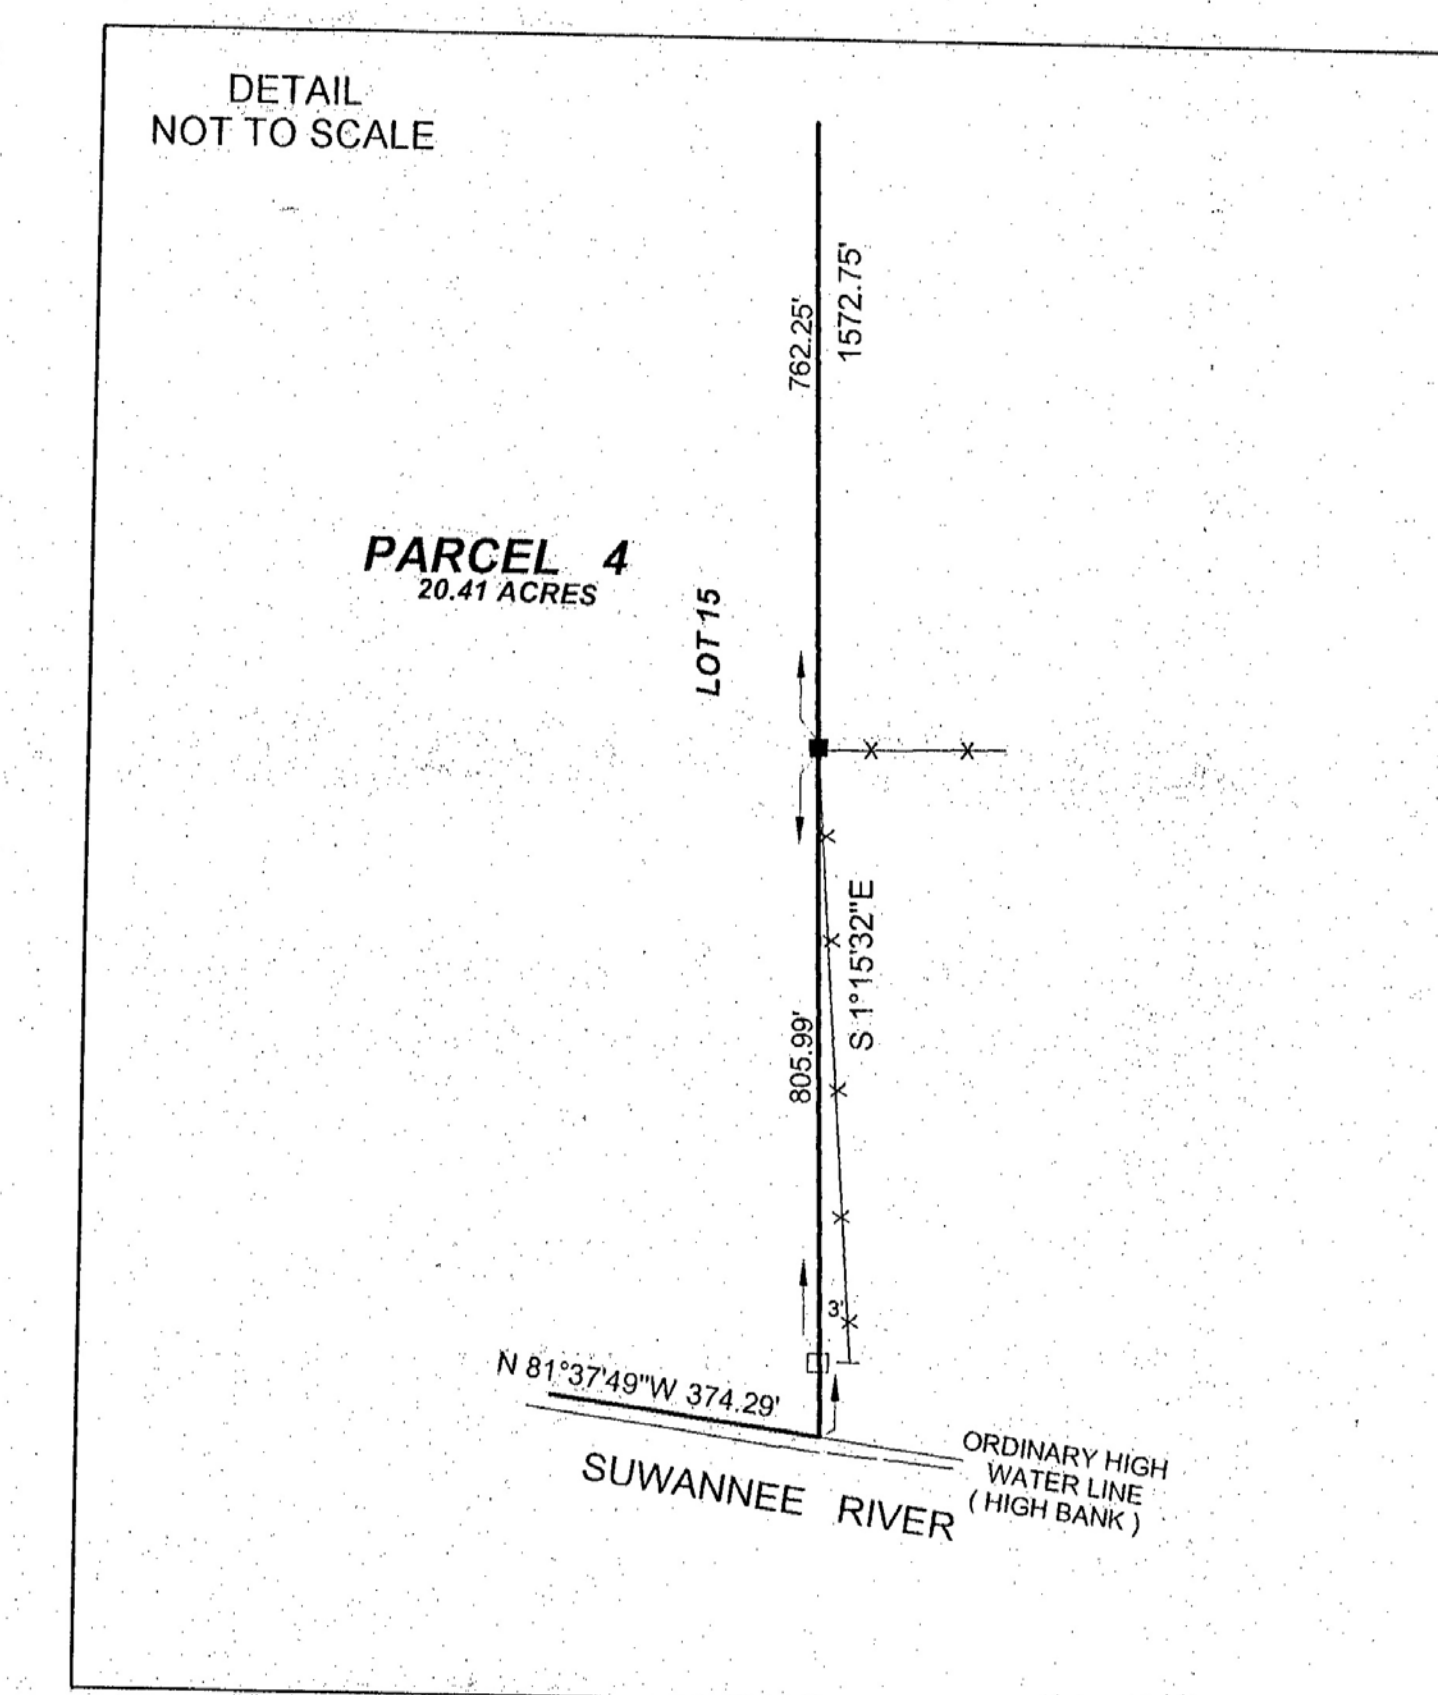 DETAIL
NOT TO SCALE
762.25'
1572.75'
PARCEL 4
20.41 ACRES
LOT 15
S 1°15'32"E
805.99'
3'
N 81°37'49"W 374.29'
SUWANNEE RIVER
ORDINARY HIGH
WATER LINE
( HIGH BANK )